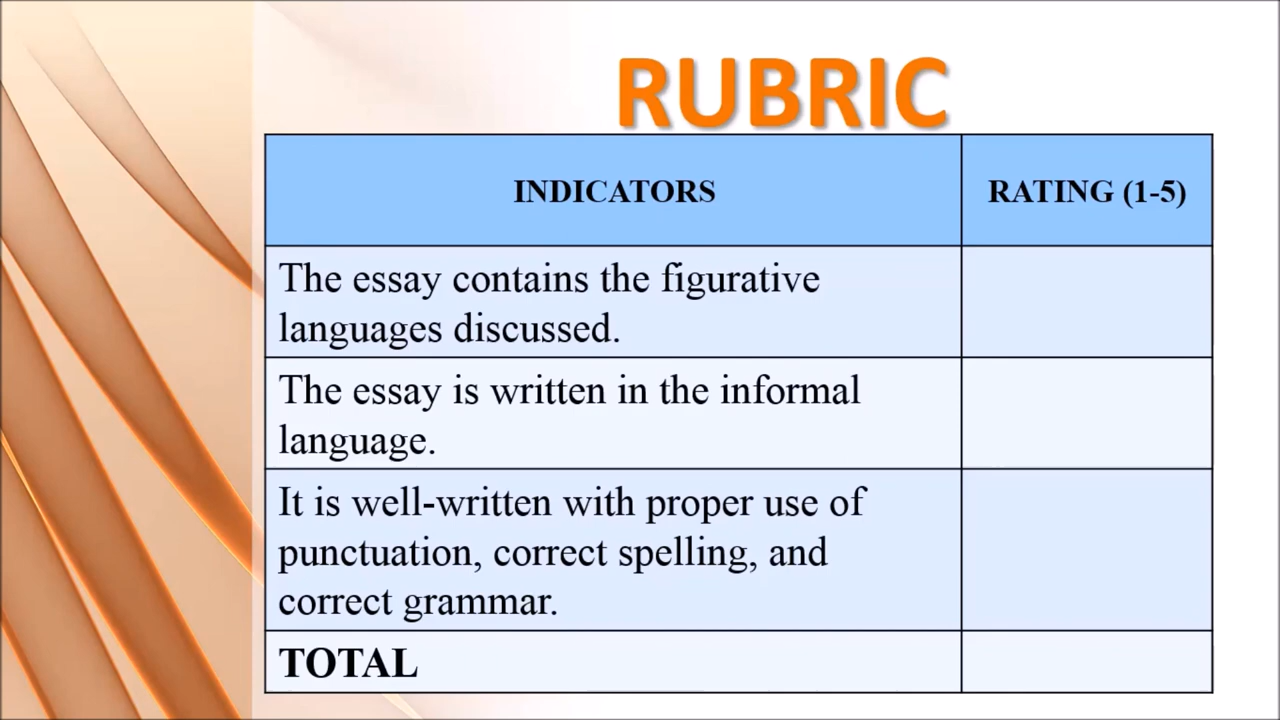 RUBRIC
INDICATORS
RATING (1-5)
The essay contains the figurative
languages discussed.
The essay is written in the informal
language.
It is well-written with proper use of
punctuation, correct spelling, and
correct grammar.
TOTAL